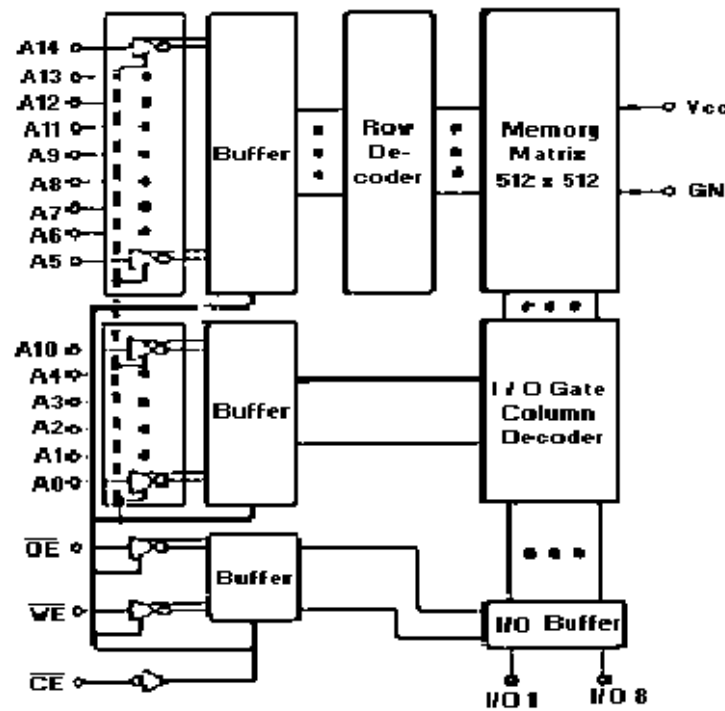 A14
A13
A12
A11
A9
A8
A7
A6
A5
Buffer
Row
De-
coder
Memory
Matrix
512 x 512
Vcc
GN
A10
A4
A3
A2
A1
A0
Buffer
I/O Gate
Column
Decoder
OE
WE
CE
Buffer
I/O Buffer
I/O 1
I/O 8